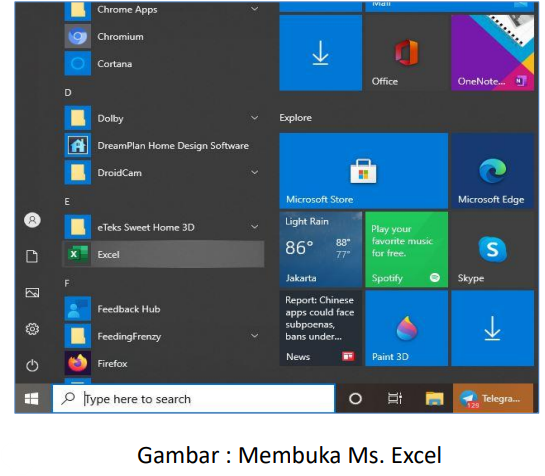 Chrome Apps
Chromium
Cortana
D
Dolby
DreamPlan Home Design Software
DroidCam
E
eTeks Sweet Home 3D
Excel
F
Feedback Hub
FeedingFrenzy
Firefox
Mail
Office
OneNote...
Explore
Microsoft Store
Microsoft Edge
Light Rain
86° 88°
77°
Jakarta
Play your
favorite music
for free.
Spotify
Skype
Report: Chinese
apps could face
subpoenas,
bans under...
News
Paint 3D
Type here to search
Telegra...
129
Gambar : Membuka Ms. Excel